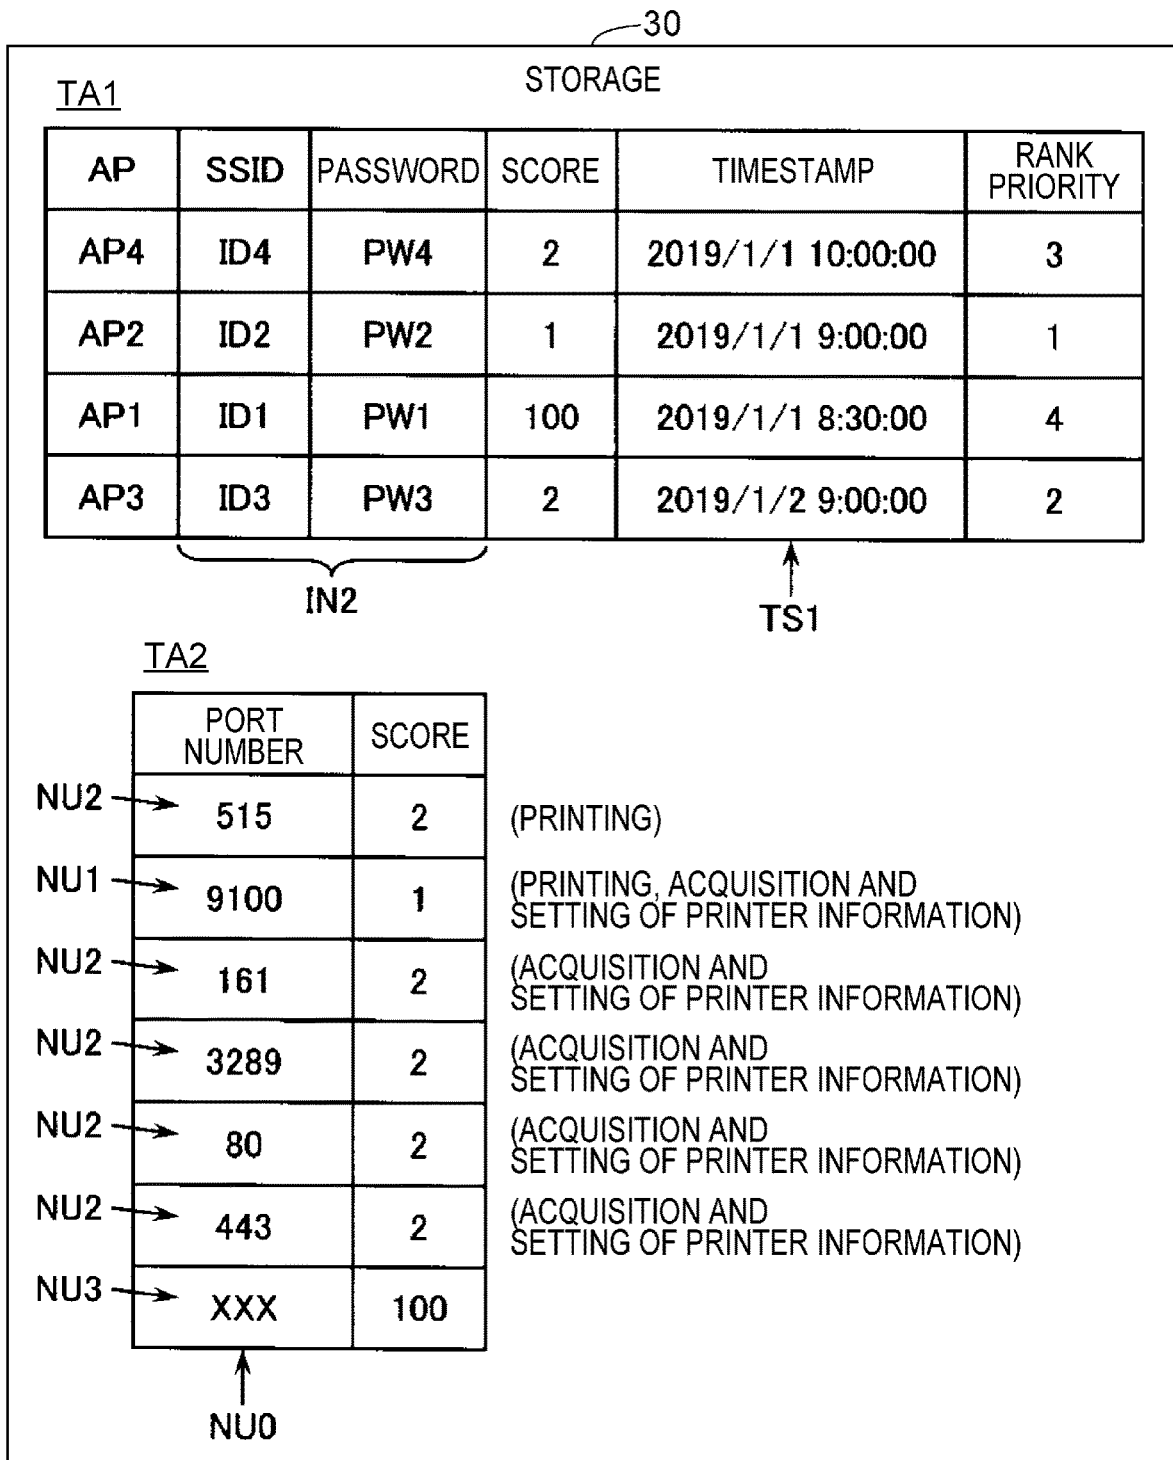 30
STORAGE
TA1
AP SSID PASSWORD SCORE TIMESTAMP RANK PRIORITY
AP4 ID4 PW4 2 2019/1/1 10:00:00 3
AP2 ID2 PW2 1 2019/1/1 9:00:00 1
AP1 ID1 PW1 100 2019/1/1 8:30:00 4
AP3 ID3 PW3 2 2019/1/2 9:00:00 2
IN2
TS1
TA2
PORT NUMBER SCORE
NU2 515 2 (PRINTING)
NU1 9100 1 (PRINTING, ACQUISITION AND
SETTING OF PRINTER INFORMATION)
NU2 161 2 (ACQUISITION AND
SETTING OF PRINTER INFORMATION)
NU2 3289 2 (ACQUISITION AND
SETTING OF PRINTER INFORMATION)
NU2 80 2 (ACQUISITION AND
SETTING OF PRINTER INFORMATION)
NU2 443 2 (ACQUISITION AND
SETTING OF PRINTER INFORMATION)
NU3 XXX 100
NU0